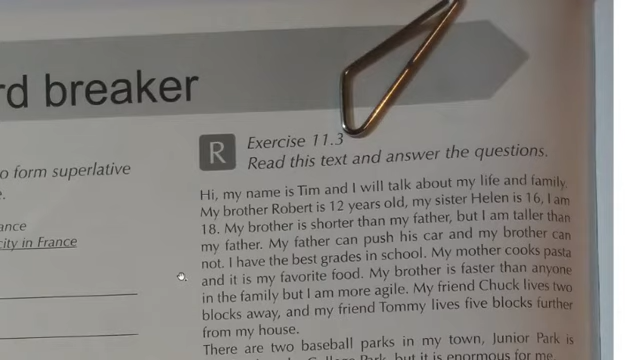 rd breaker
R
Exercise 11.3
Read this text and answer the questions.
o form superlative
e.
ance
city in France
Hi, my name is Tim and I will talk about my life and family.
My brother Robert is 12 years old, my sister Helen is 16, I am
18. My brother is shorter than my father, but I am taller than
my father. My father can push his car and my brother can
not. I have the best grades in school. My mother cooks pasta
and it is my favorite food. My brother is faster than anyone
in the family but I am more agile. My friend Chuck lives two
blocks away, and my friend Tommy lives five blocks further
from my house.
There are two baseball parks in my town, Junior Park is
College Park, but it is enormous for me.